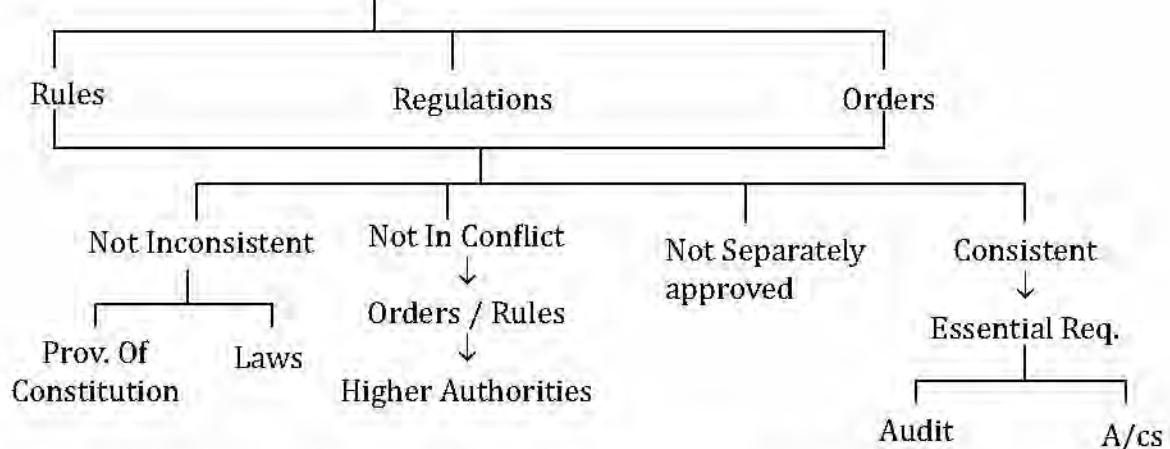 Rules
Regulations
Orders
Not Inconsistent
Not In Conflict
Not Separately
approved
Consistent
↓
↓
Orders / Rules
Essential Req.
Prov. Of
Constitution
Laws
↓
Higher Authorities
Audit
A/cs